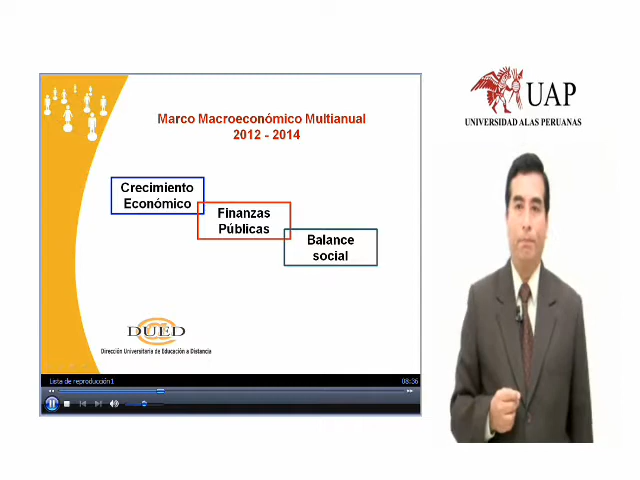 Marco Macroeconómico Multianual
2012 - 2014
Crecimiento
Económico
Finanzas
Públicas
Balance
social
DUED
Dirección Universitaria de Educación a Distancia
Lista de reproducción1
08:36
UAP
UNIVERSIDAD ALAS PERUANAS